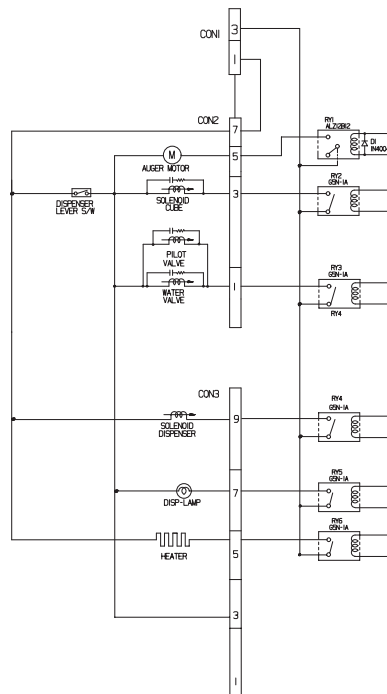 3
CON1
1
CON2
7
RY1
ALZ12B12
D1
IN4004
M
5
AUGER MOTOR
RY2
G5N-1A
3
DISPENSER
LEVER S/W
SOLENOID
CUBE
PILOT
VALVE
RY3
G5N-1A
1
WATER
VALVE
RY4
CON3
RY4
G5N-1A
9
SOLENOID
DISPENSER
RY5
G5N-1A
7
DISP-LAMP
RY6
G5N-1A
5
HEATER
3
1